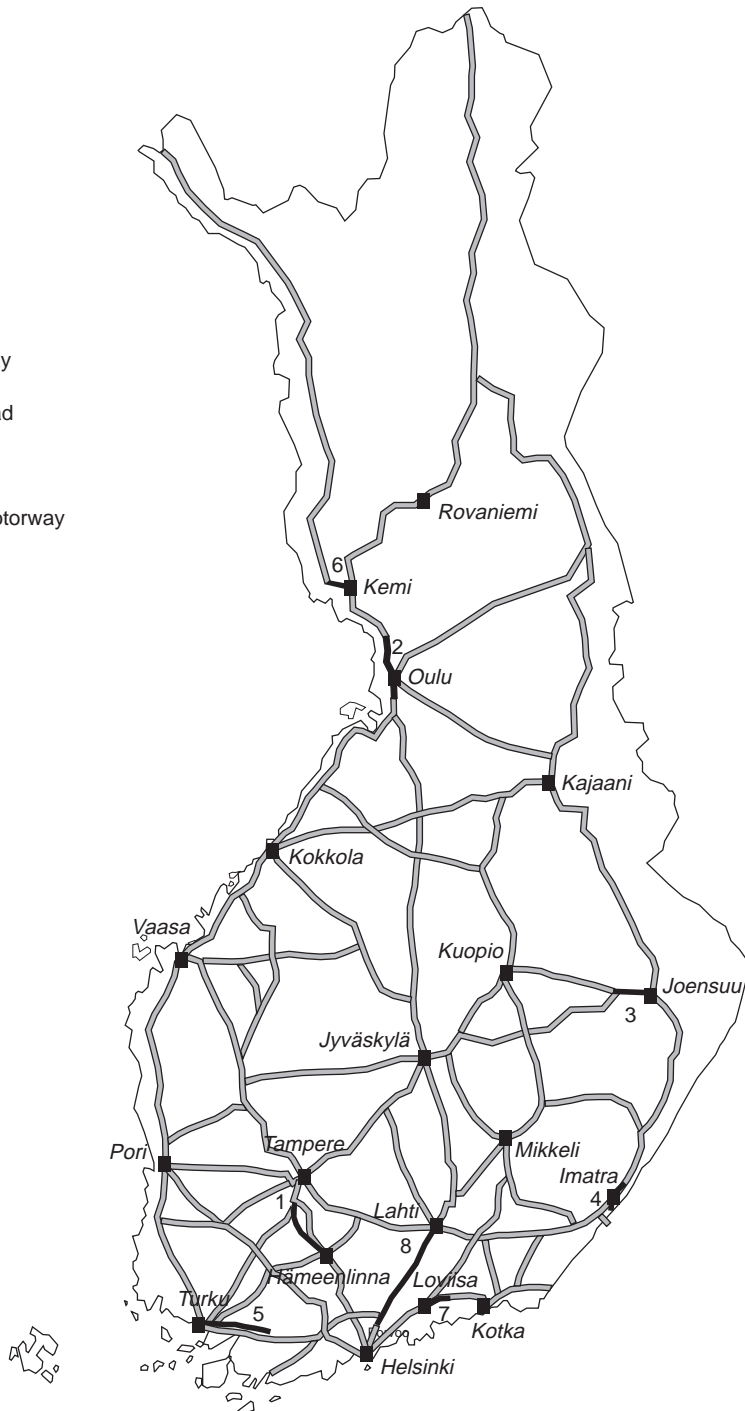 y
d
otorway
Rovaniemi
6
Kemi
2
Oulu
Kajaani
Kokkola
Vaasa
Kuopio
Joensuu
3
Jyväskylä
Pori
Tampere
Mikkeli
Imatra
4
1
Lahti
8
Hämeenlinna
Loviisa
7
Turku
5
Kotka
Helsinki